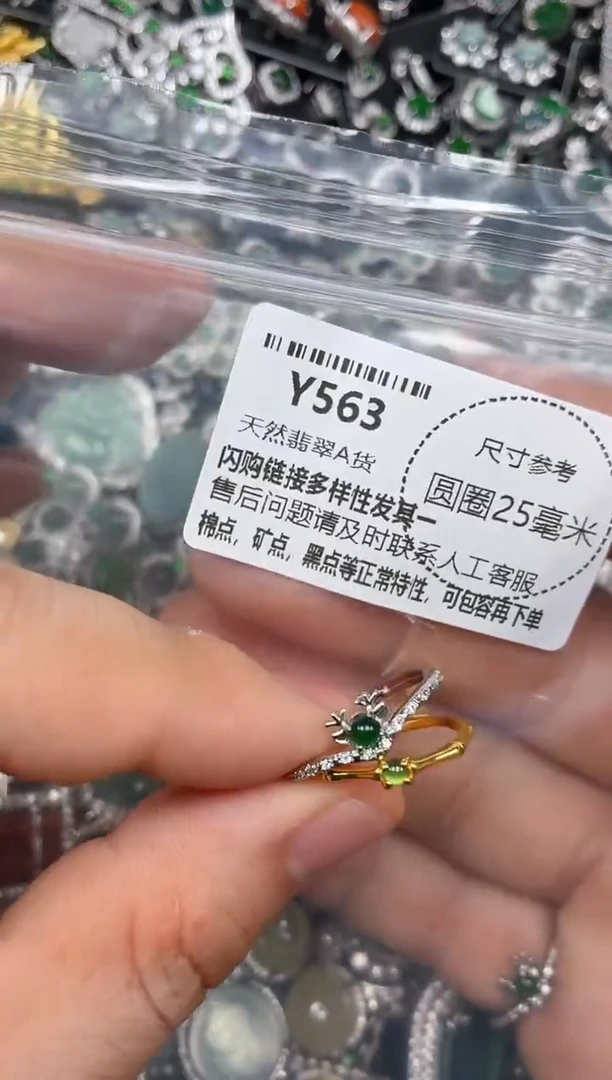 Y563
天然翡翠A货
闪购链接多样性发其一
售后问题请及时联系人工客服
棉点，矿点，黑点等正常特性，可包容再下单
尺寸参考
圆圈25毫米